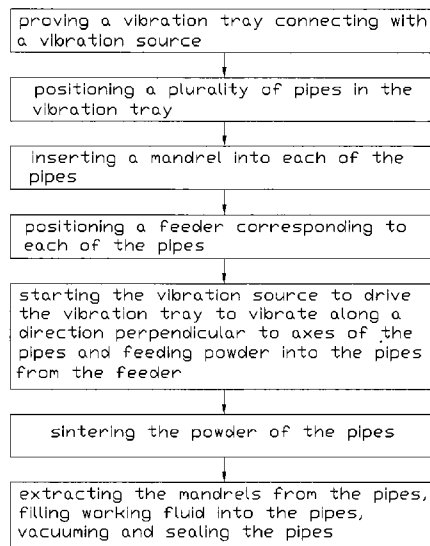 proving a vibration tray connecting with
a vibration source
positioning a plurality of pipes in the
vibration tray
inserting a mandrel into each of the
pipes
positioning a feeder corresponding to
each of the pipes
starting the vibration source to drive
the vibration tray to vibrate along a
direction perpendicular to axes of the
pipes and feeding powder into the pipes
from the feeder
sintering the powder of the pipes
extracting the mandrels from the pipes,
filling working fluid into the pipes,
vacuuming and sealing the pipes